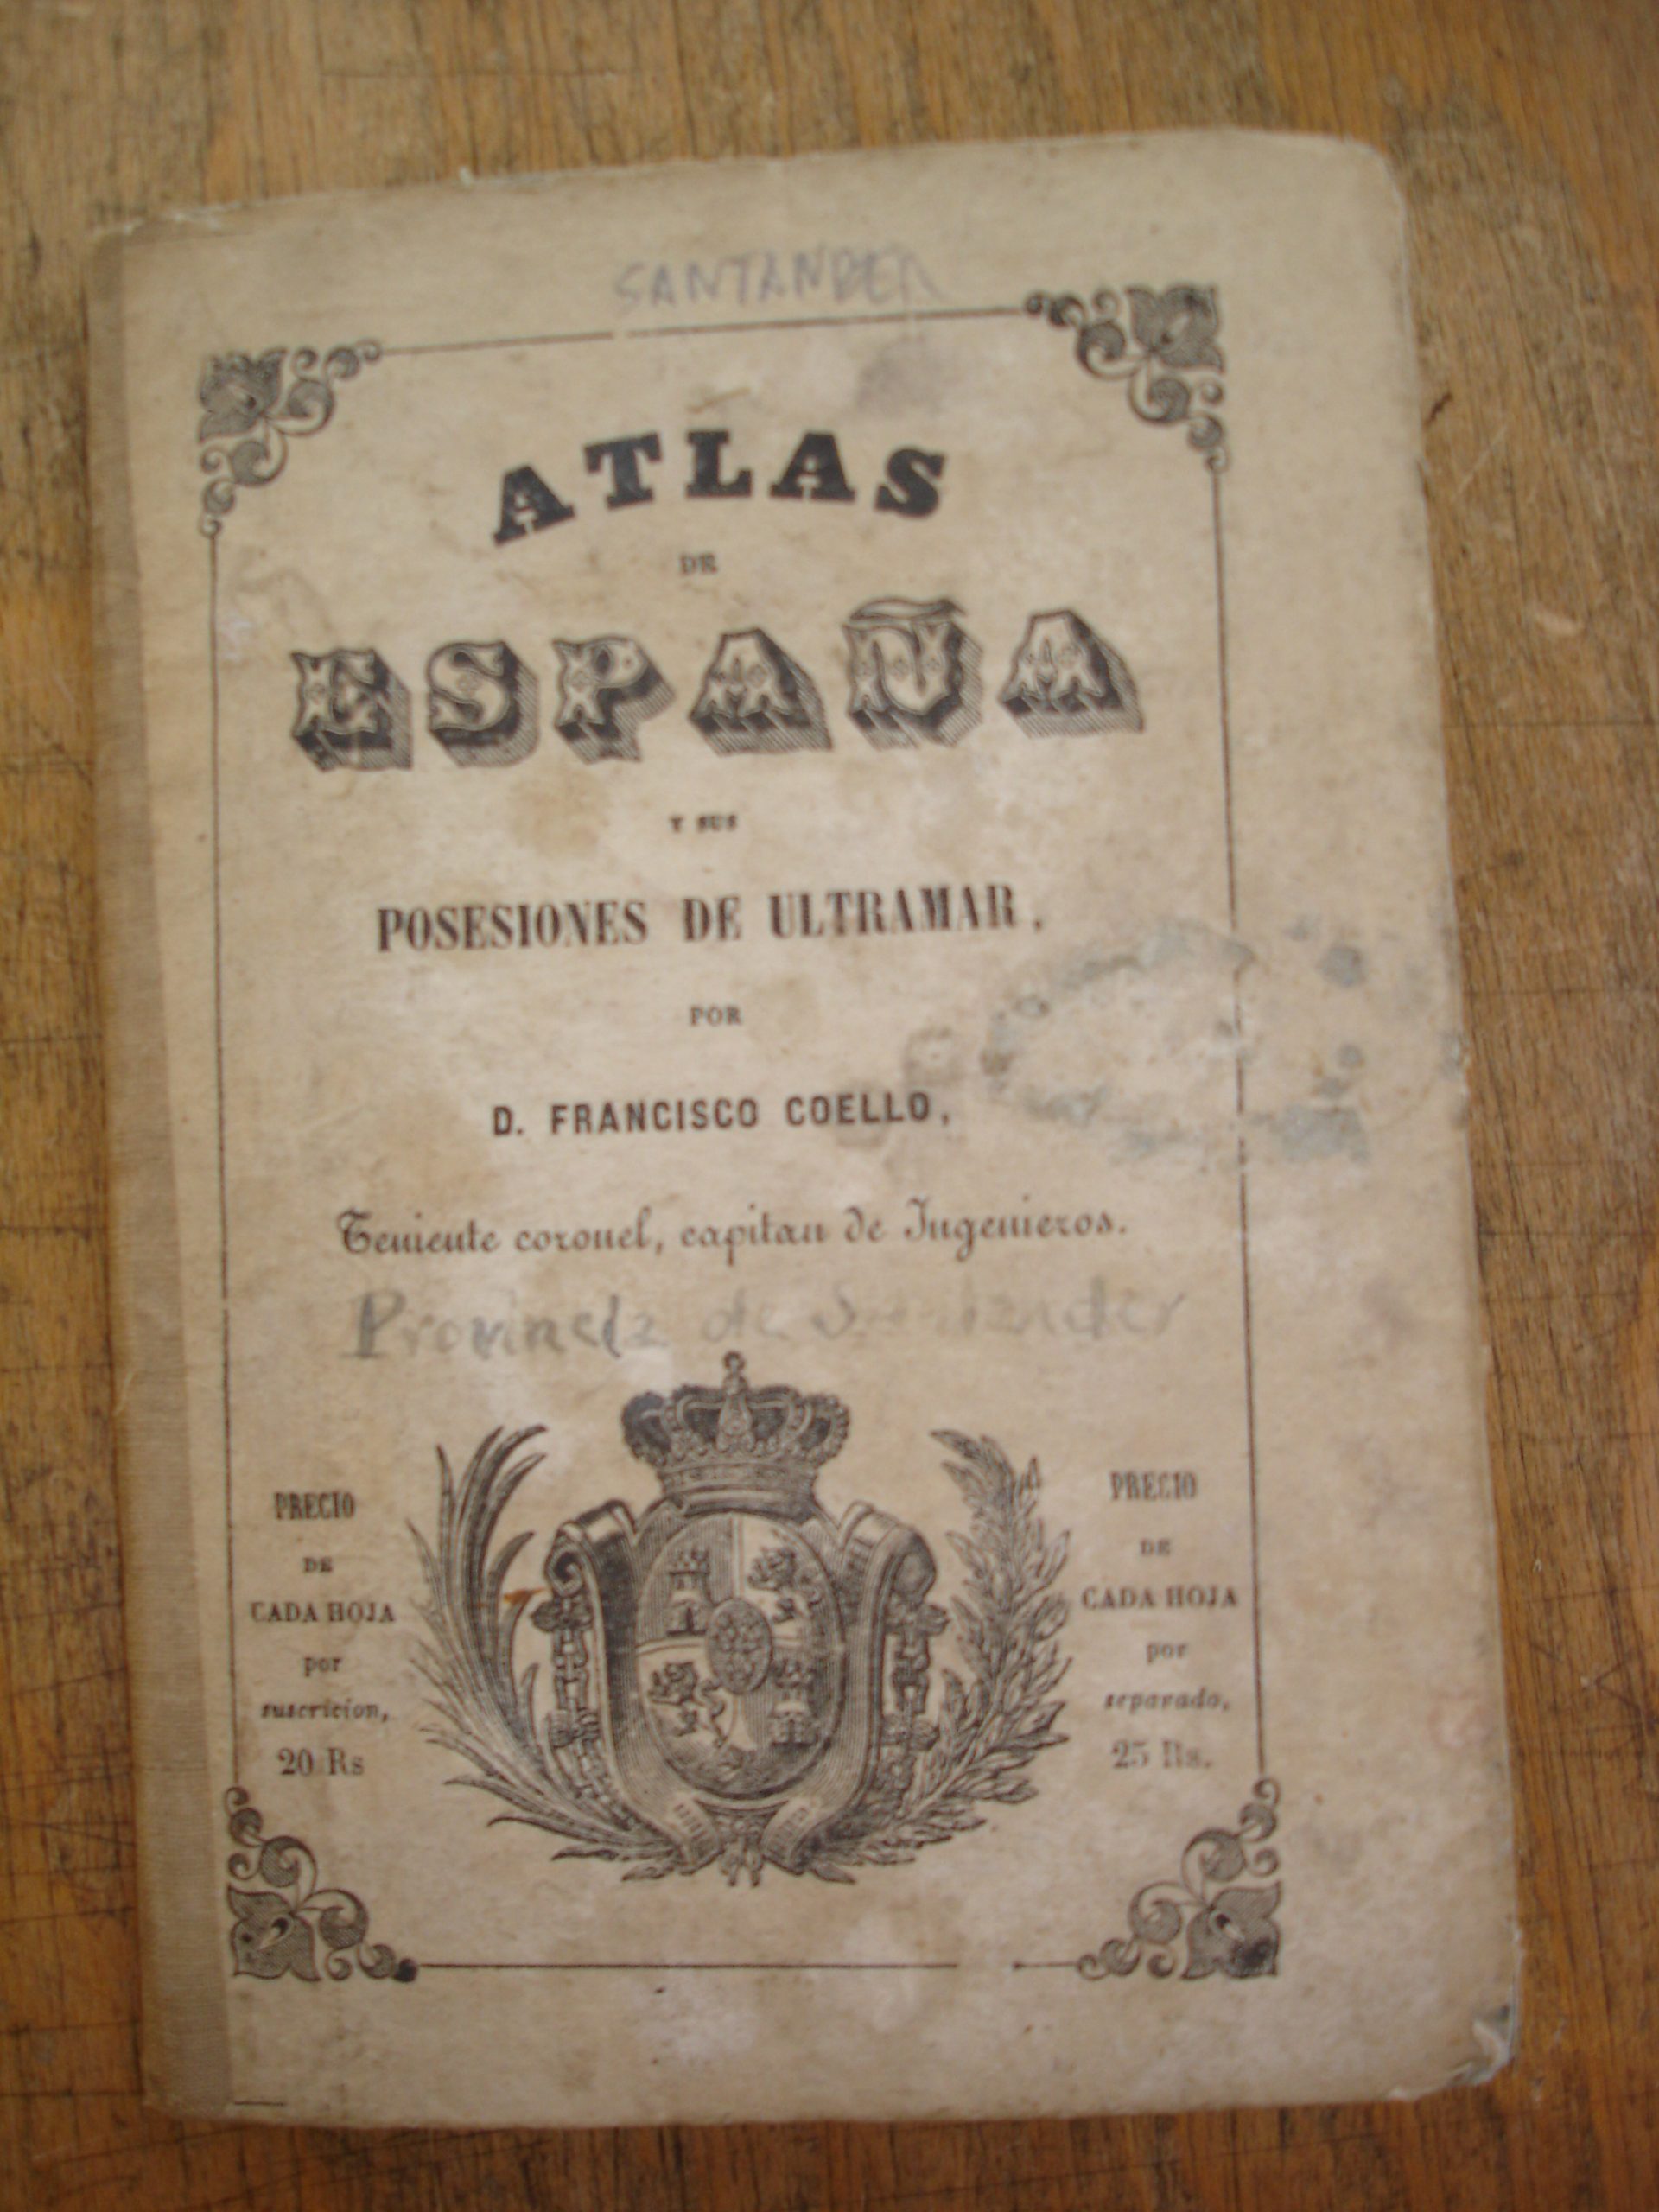 SANTANDER
ATLAS
DE
ESPAÑA
Y SUS
POSESIONES DE ULTRAMAR,
POR
D. FRANCISCO COELLO,
Teniente coronel, capitan de Ingenieros.
Provincia de Santander
PRECIO
DE
CADA HOJA
por
suscricion,
20 Rs
PRECIO
DE
CADA HOJA
por
separado,
25 Rs.